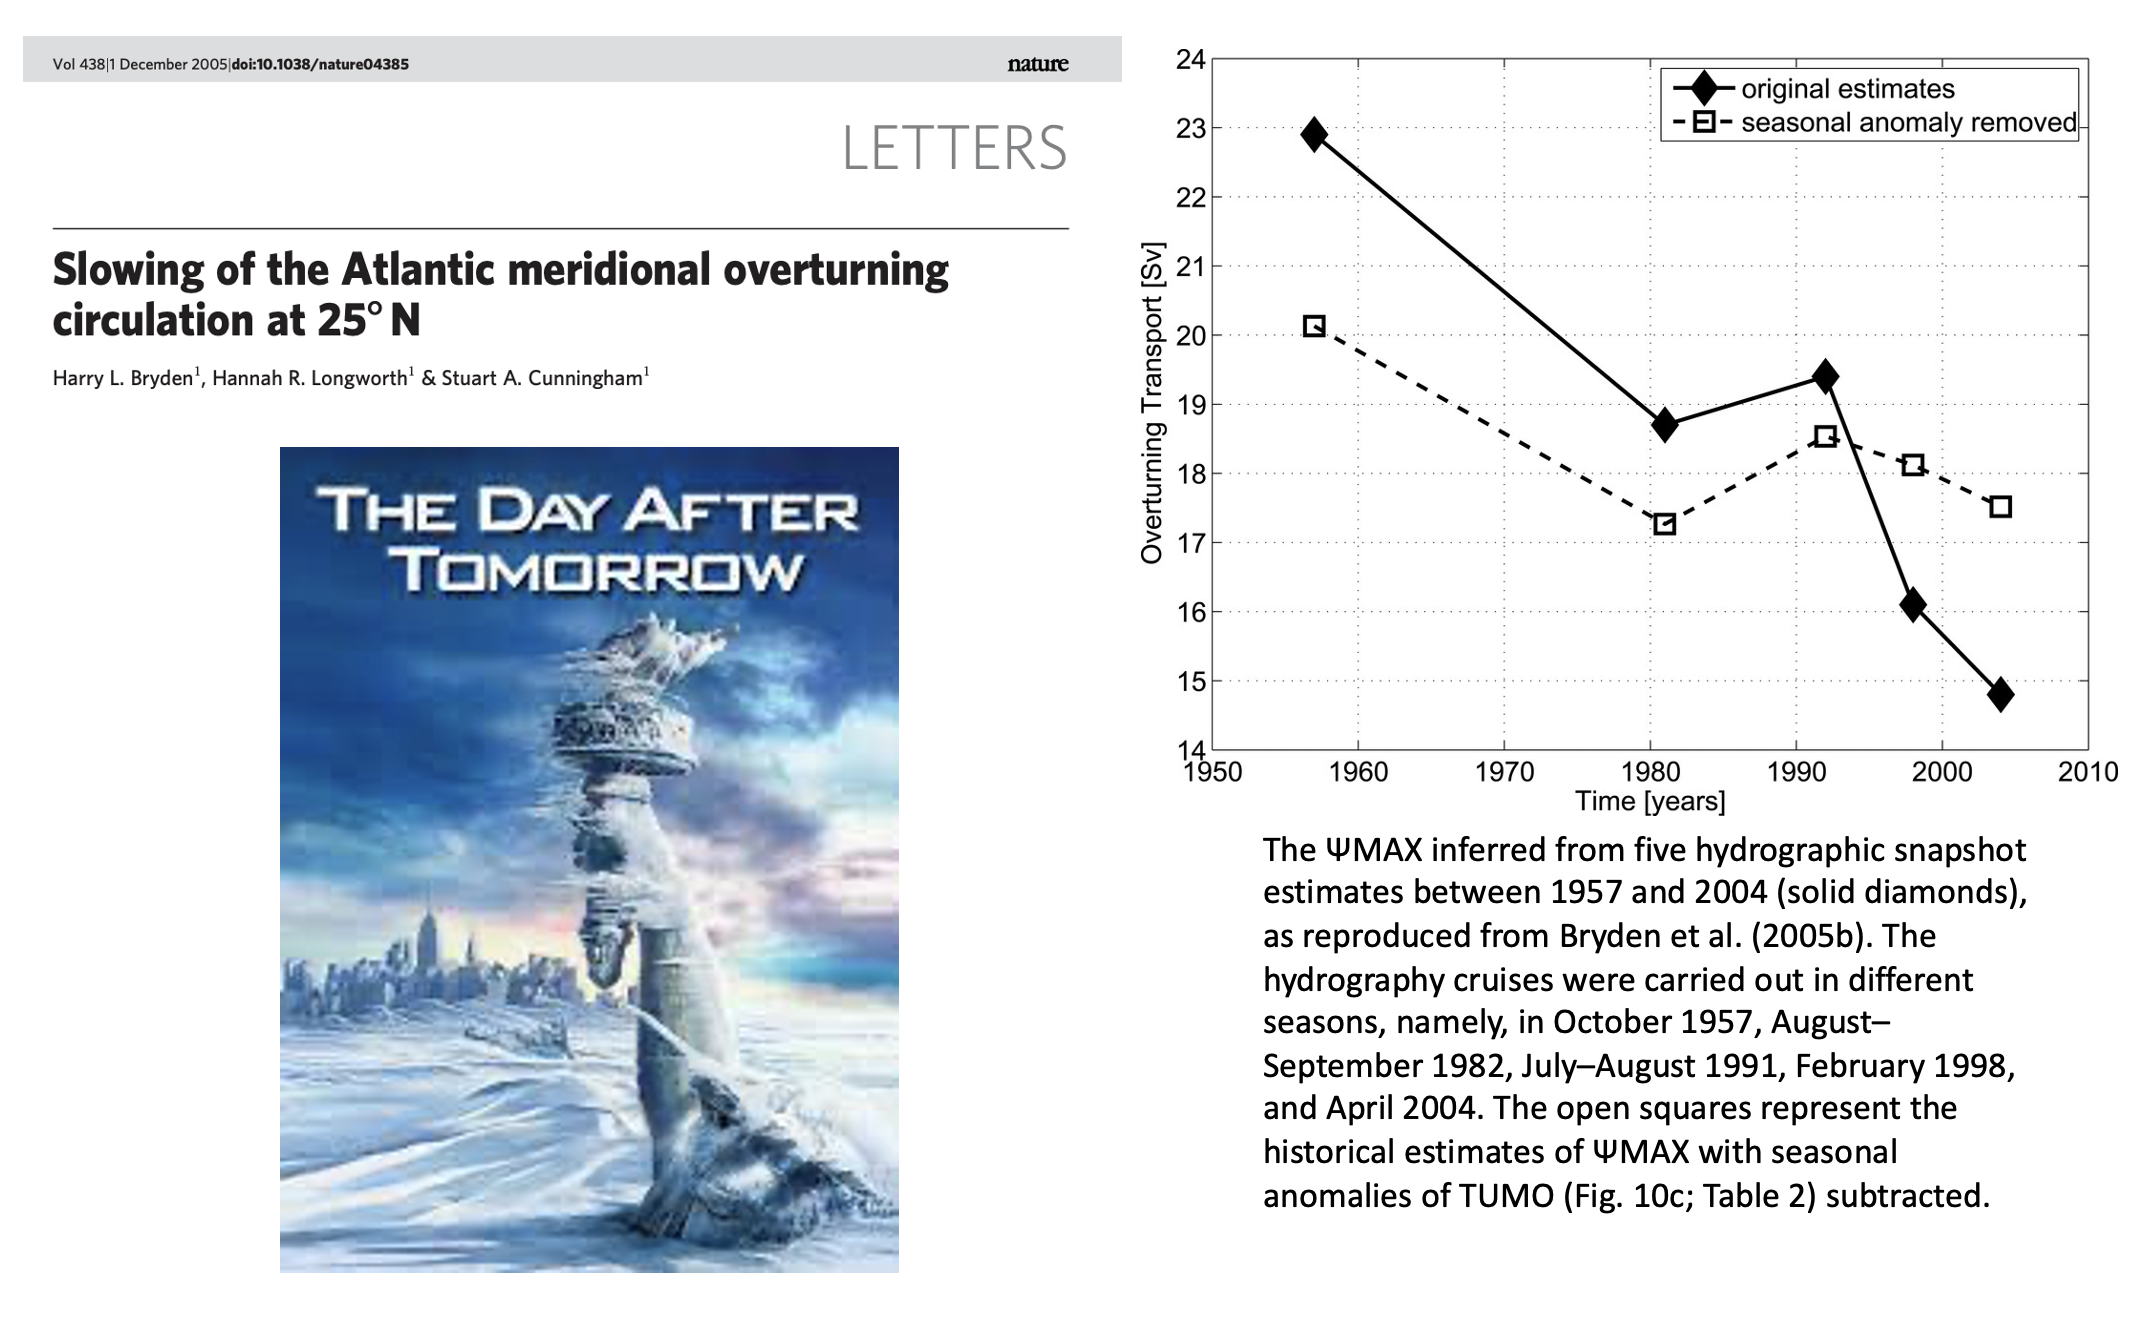 Vol 438|1 December 2005|doi:10.1038/nature04385
nature
LETTERS
Slowing of the Atlantic meridional overturning
circulation at 25° N
Harry L. Bryden1, Hannah R. Longworth1 & Stuart A. Cunningham1
THE DAY AFTER
TOMORROW
original estimates
seasonal anomaly removed
Overturning Transport [Sv]
24
23
22
21
20
19
18
17
16
15
14
1950 1960 1970 1980 1990 2000 2010
Time [years]
The ΨMAX inferred from five hydrographic snapshot
estimates between 1957 and 2004 (solid diamonds),
as reproduced from Bryden et al. (2005b). The
hydrography cruises were carried out in different
seasons, namely, in October 1957, August–
September 1982, July–August 1991, February 1998,
and April 2004. The open squares represent the
historical estimates of ΨMAX with seasonal
anomalies of TUMO (Fig. 10c; Table 2) subtracted.